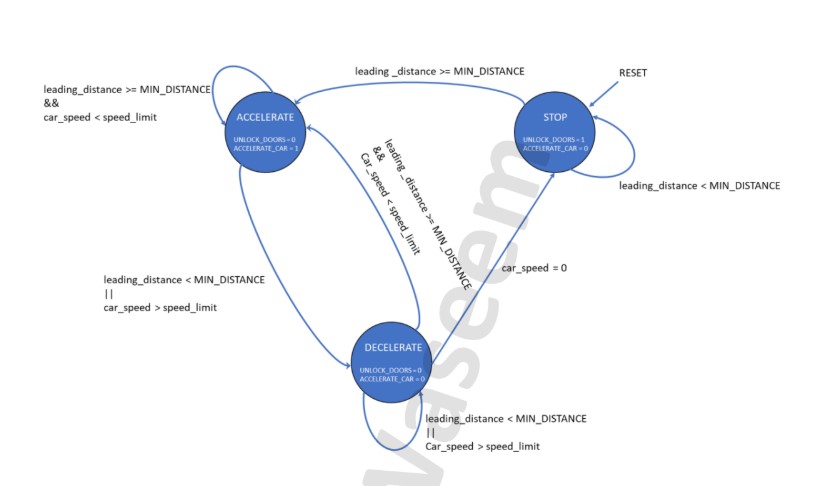 leading _distance >= MIN_DISTANCE
RESET
leading_distance >= MIN_DISTANCE
&&
car_speed < speed_limit
ACCELERATE
UNLOCK_DOORS = 0
ACCELERATE_CAR = 1
STOP
UNLOCK_DOORS = 1
ACCELERATE_CAR = 0
leading_distance < MIN_DISTANCE
leading_distance >= MIN_DISTANCE
&&
Car_speed < speed_limit
car_speed = 0
leading_distance < MIN_DISTANCE
||
car_speed > speed_limit
DECELERATE
UNLOCK_DOORS = 0
ACCELERATE_CAR = 0
leading_distance < MIN_DISTANCE
||
Car_speed > speed_limit
Waseem